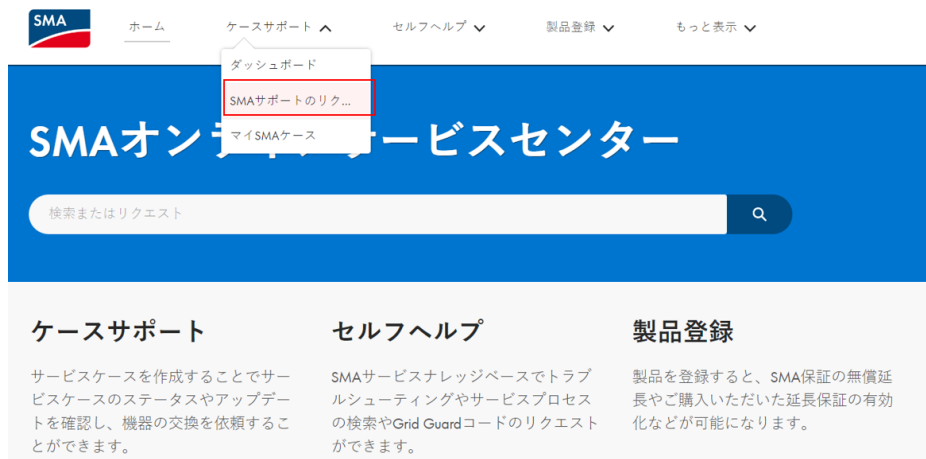 SMA
ホーム
ケースサポート
セルフヘルプ
製品登録
もっと表示
ダッシュボード
SMAサポートのリク...
マイSMAケース
SMAオンラインサービスセンター
検索またはリクエスト
ケースサポート
サービスケースを作成することでサー
ビスケースのステータスやアップデー
トを確認し、機器の交換を依頼するこ
とができます。
セルフヘルプ
SMAサービスナレッジベースでトラブ
ルシューティングやサービスプロセス
の検索やGrid Guardコードのリクエスト
ができます。
製品登録
製品を登録すると、SMA保証の無償延
長やご購入いただいた延長保証の有効
化などが可能になります。